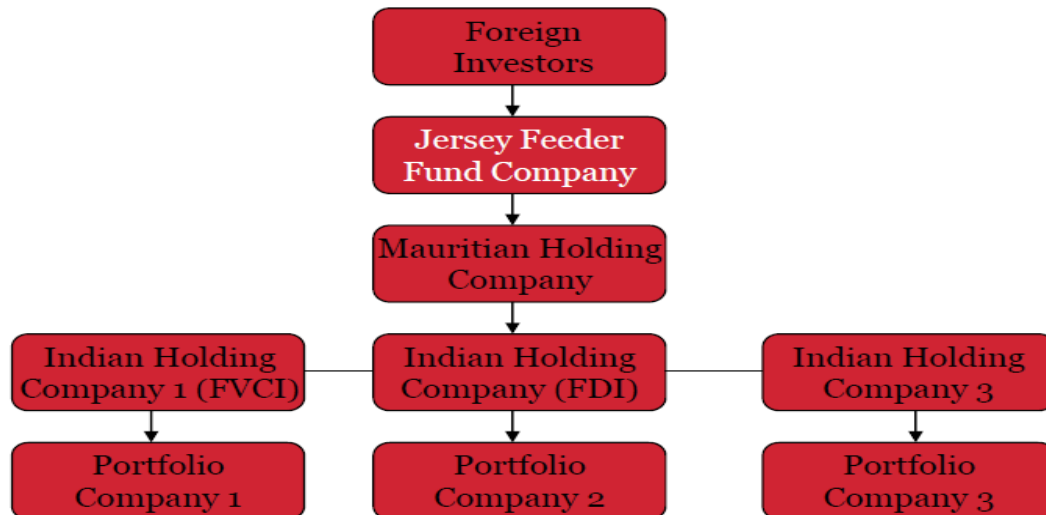 Foreign
Investors
Jersey Feeder
Fund Company
Mauritian Holding
Company
Indian Holding
Company 1 (FVCI)
Indian Holding
Company (FDI)
Indian Holding
Company 3
Portfolio
Company 1
Portfolio
Company 2
Portfolio
Company 3